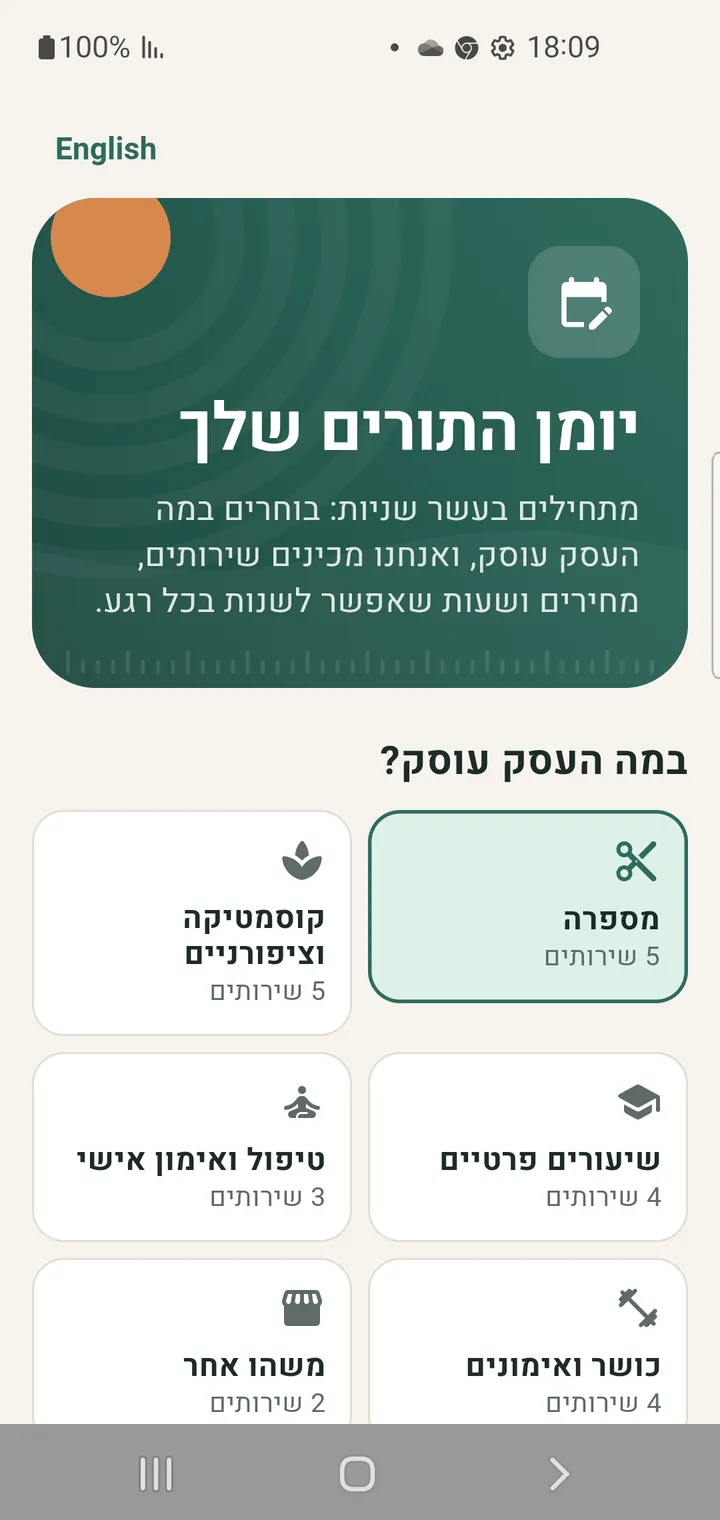 100%
18:09
English
יומן התורים שלך
מתחילים בעשר שניות: בוחרים במה
העסק עוסק, ואנחנו מכינים שירותים,
מחירים ושעות שאפשר לשנות בכל רגע.
במה העסק עוסק?
מספרה
5 שירותים
קוסמטיקה
וציפורניים
5 שירותים
שיעורים פרטיים
4 שירותים
טיפול ואימון אישי
3 שירותים
כושר ואימונים
4 שירותים
משהו אחר
2 שירותים